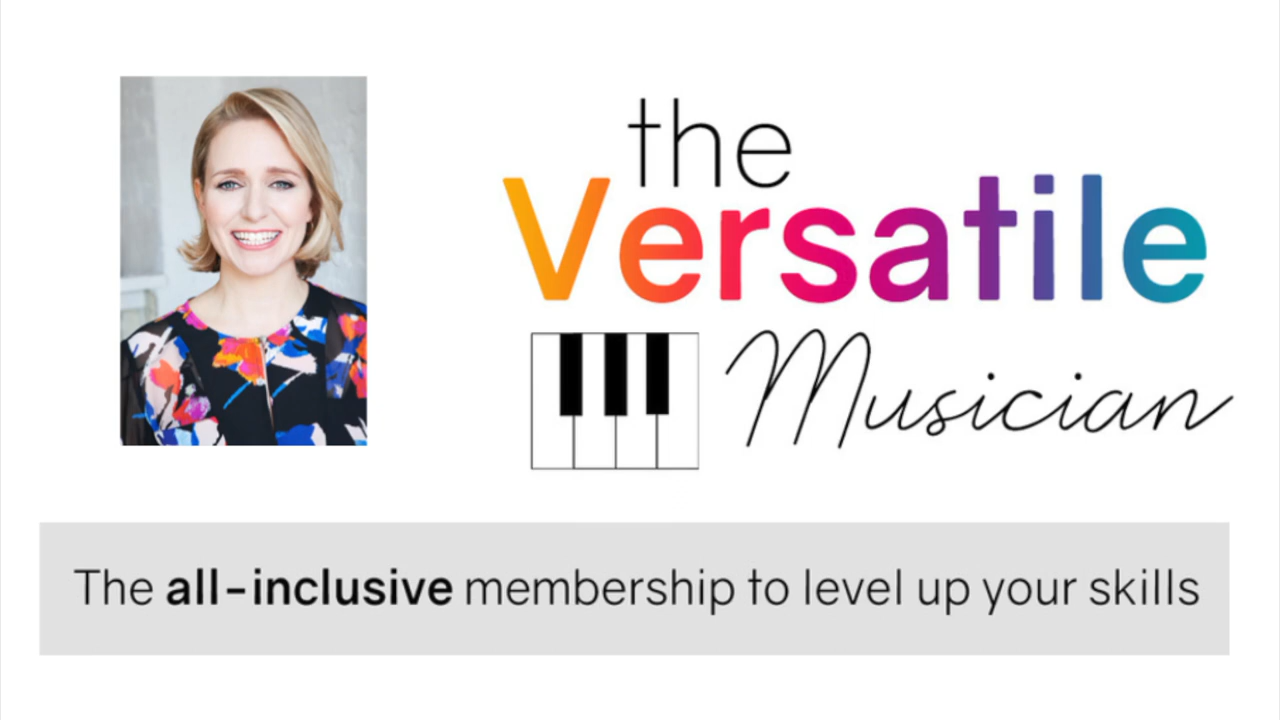 the
Versatile
Musician
The all-inclusive membership to level up your skills